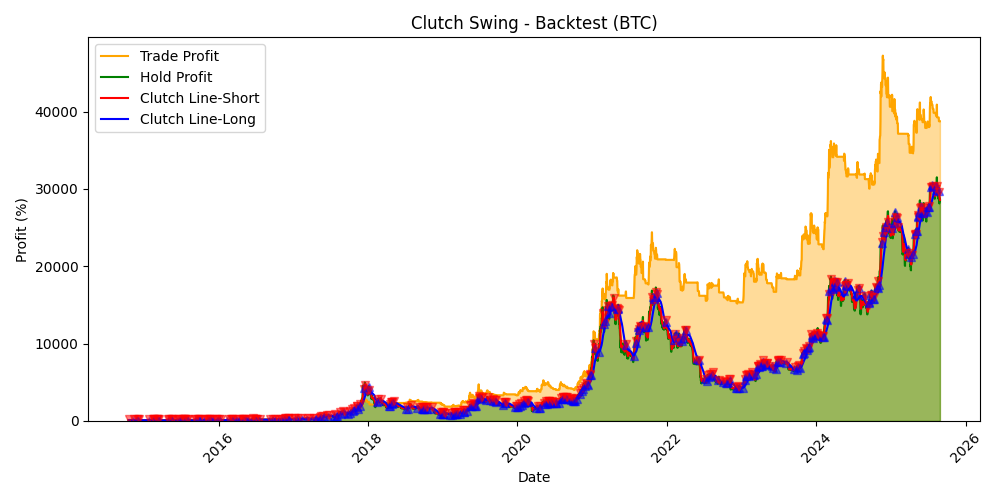 Clutch Swing - Backtest (BTC)
Trade Profit
Hold Profit
Clutch Line-Short
Clutch Line-Long
Profit (%)
40000
30000
20000
10000
0
2016
2018
2020
2022
2024
2026
Date